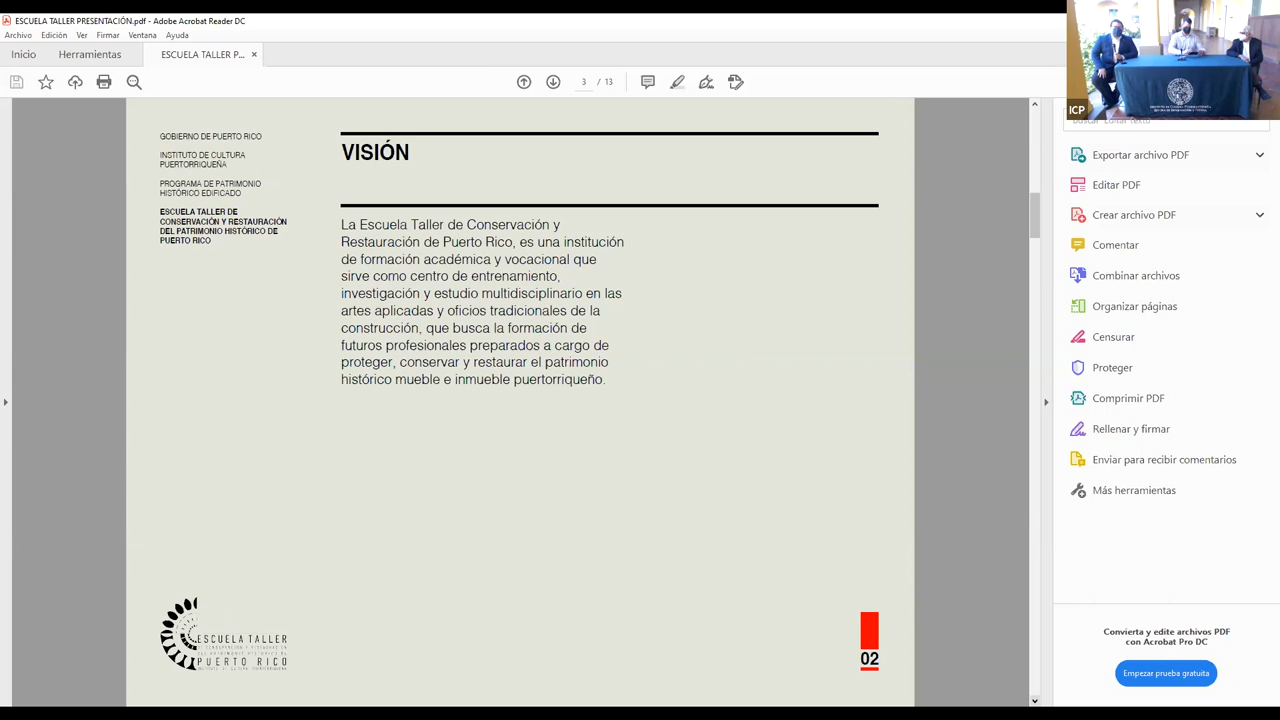 ESCUELA TALLER PRESENTACIÓN.pdf - Adobe Acrobat Reader DC
Archivo Edición Ver Firmar Ventana Ayuda
Inicio Herramientas ESCUELA TALLER P... ×
3 / 13
ICP
Buscar "Editar texto"
GOBIERNO DE PUERTO RICO
INSTITUTO DE CULTURA
PUERTORRIQUEÑA
PROGRAMA DE PATRIMONIO
HISTÓRICO EDIFICADO
ESCUELA TALLER DE
CONSERVACIÓN Y RESTAURACIÓN
DEL PATRIMONIO HISTÓRICO DE
PUERTO RICO
VISIÓN
La Escuela Taller de Conservación y
Restauración de Puerto Rico, es una institución
de formación académica y vocacional que
sirve como centro de entrenamiento,
investigación y estudio multidisciplinario en las
artes aplicadas y oficios tradicionales de la
construcción, que busca la formación de
futuros profesionales preparados a cargo de
proteger, conservar y restaurar el patrimonio
histórico mueble e inmueble puertorriqueño.
ESCUELA TALLER
PUERTO RICO
02
Exportar archivo PDF
Editar PDF
Crear archivo PDF
Comentar
Combinar archivos
Organizar páginas
Censurar
Proteger
Comprimir PDF
Rellenar y firmar
Enviar para recibir comentarios
Más herramientas
Convierta y edite archivos PDF
con Acrobat Pro DC
Empezar prueba gratuita